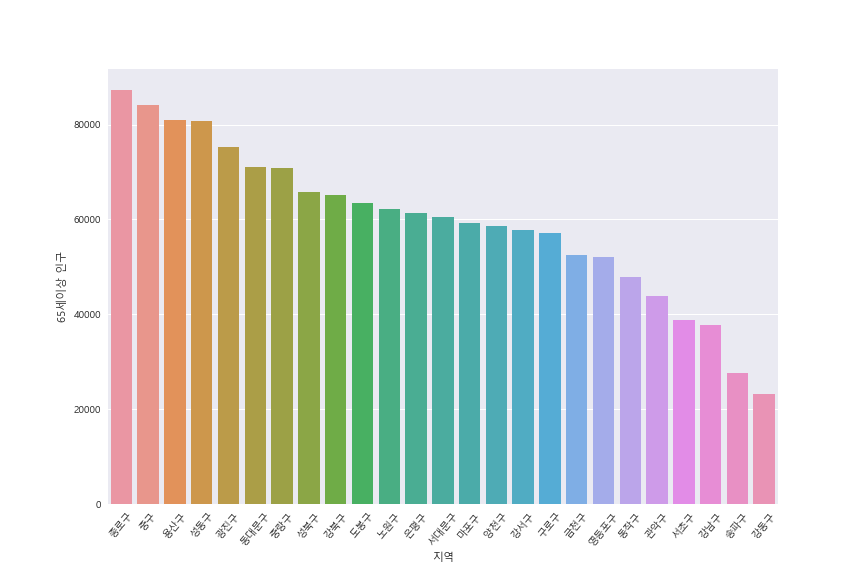 80000
60000
40000
20000
0
65세이상 인구
종로구
중구
용산구
성동구
광진구
동대문구
중랑구
성북구
강북구
도봉구
노원구
은평구
서대문구
마포구
양천구
강서구
구로구
금천구
영등포구
동작구
관악구
서초구
강남구
송파구
강동구
지역